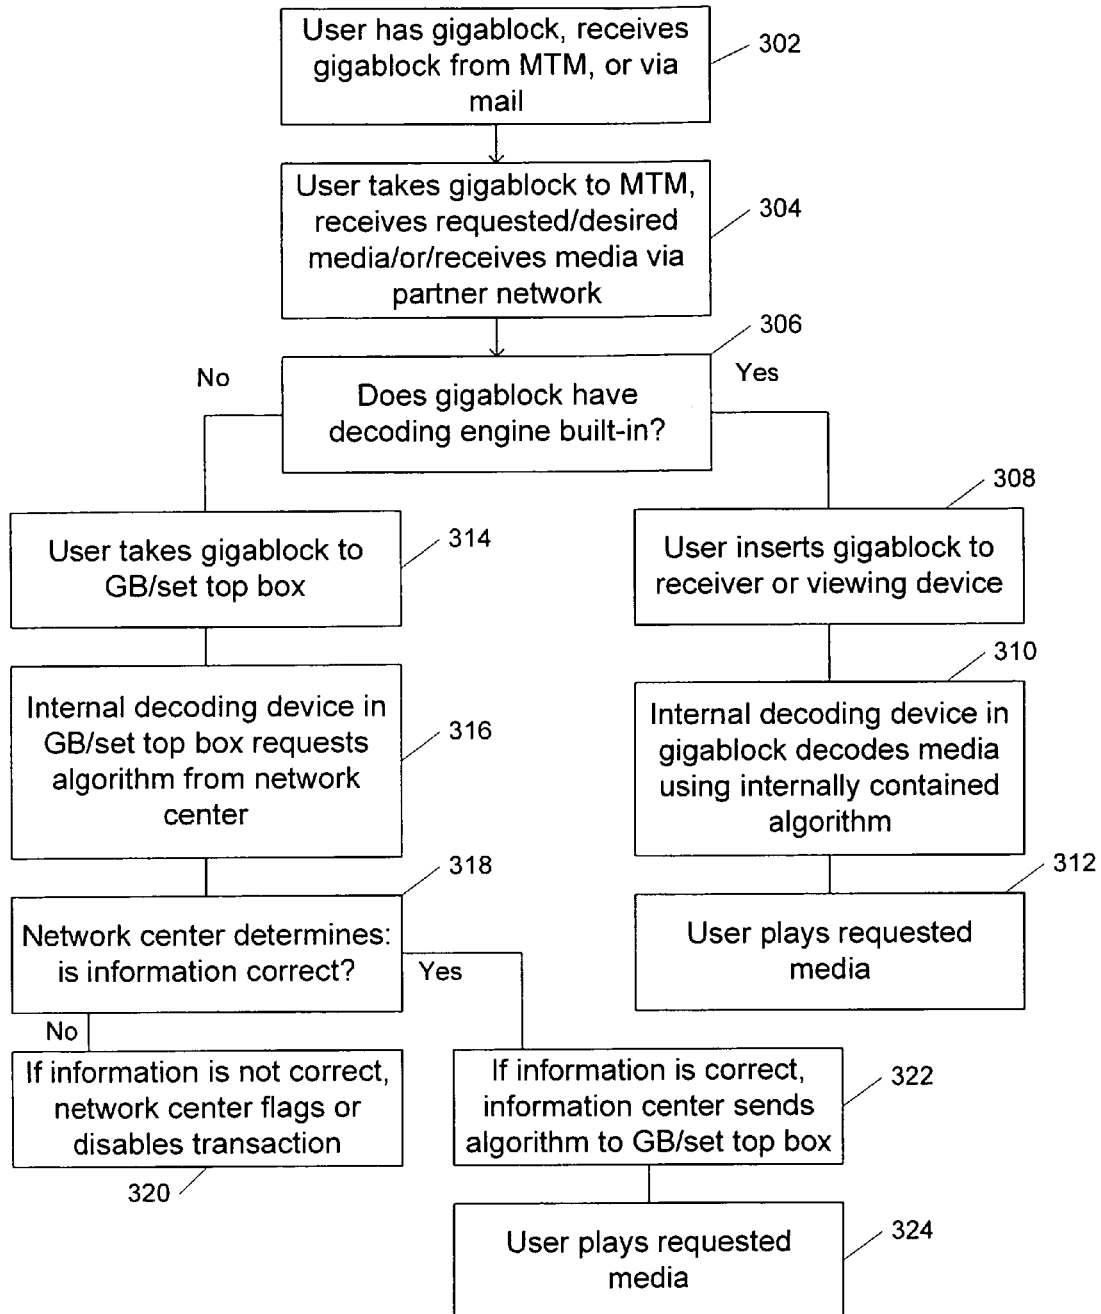 User has gigablock, receives
gigablock from MTM, or via
mail
302
User takes gigablock to MTM,
receives requested/desired
media/or/receives media via
partner network
304
306
No
Yes
Does gigablock have
decoding engine built-in?
308
User takes gigablock to
GB/set top box
314
User inserts gigablock to
receiver or viewing device
310
Internal decoding device in
GB/set top box requests
algorithm from network
center
316
Internal decoding device in
gigablock decodes media
using internally contained
algorithm
318
312
Network center determines:
is information correct?
Yes
No
User plays requested
media
If information is not correct,
network center flags or
disables transaction
320
If information is correct,
information center sends
algorithm to GB/set top box
322
User plays requested
media
324